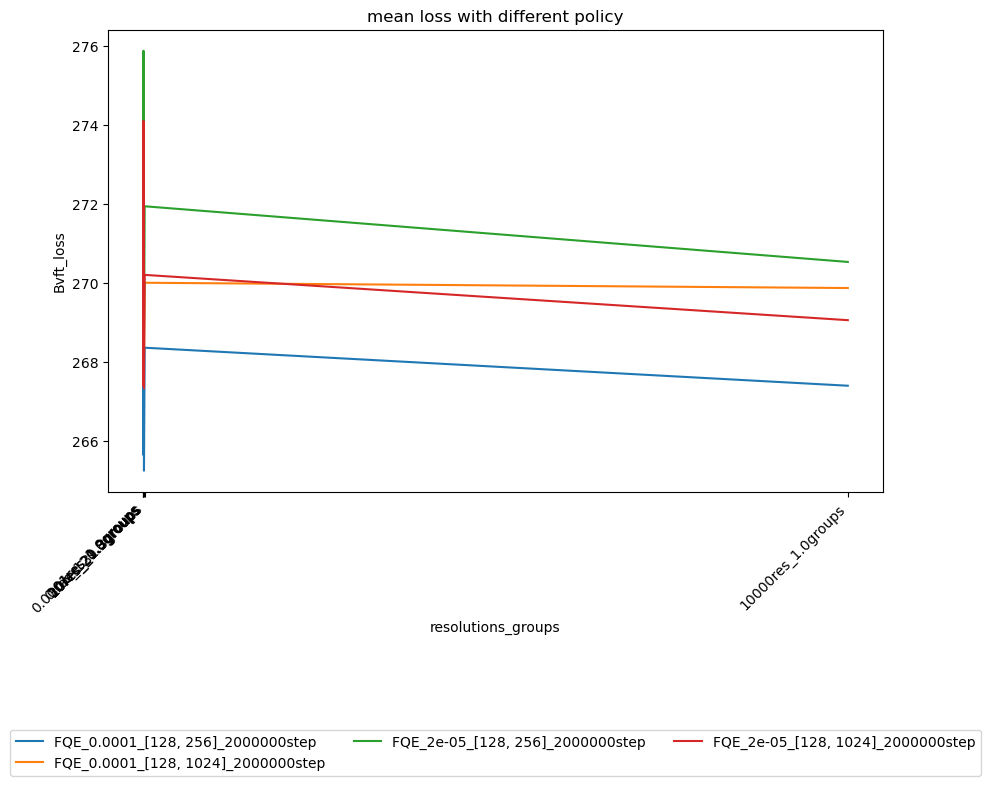 mean loss with different policy
276
274
272
270
268
266
Bvft_loss
10000res_1.0groups
resolutions_groups
FQE_0.0001_[128, 256]_2000000step
FQE_0.0001_[128, 1024]_2000000step
FQE_2e-05_[128, 256]_2000000step
FQE_2e-05_[128, 1024]_2000000step